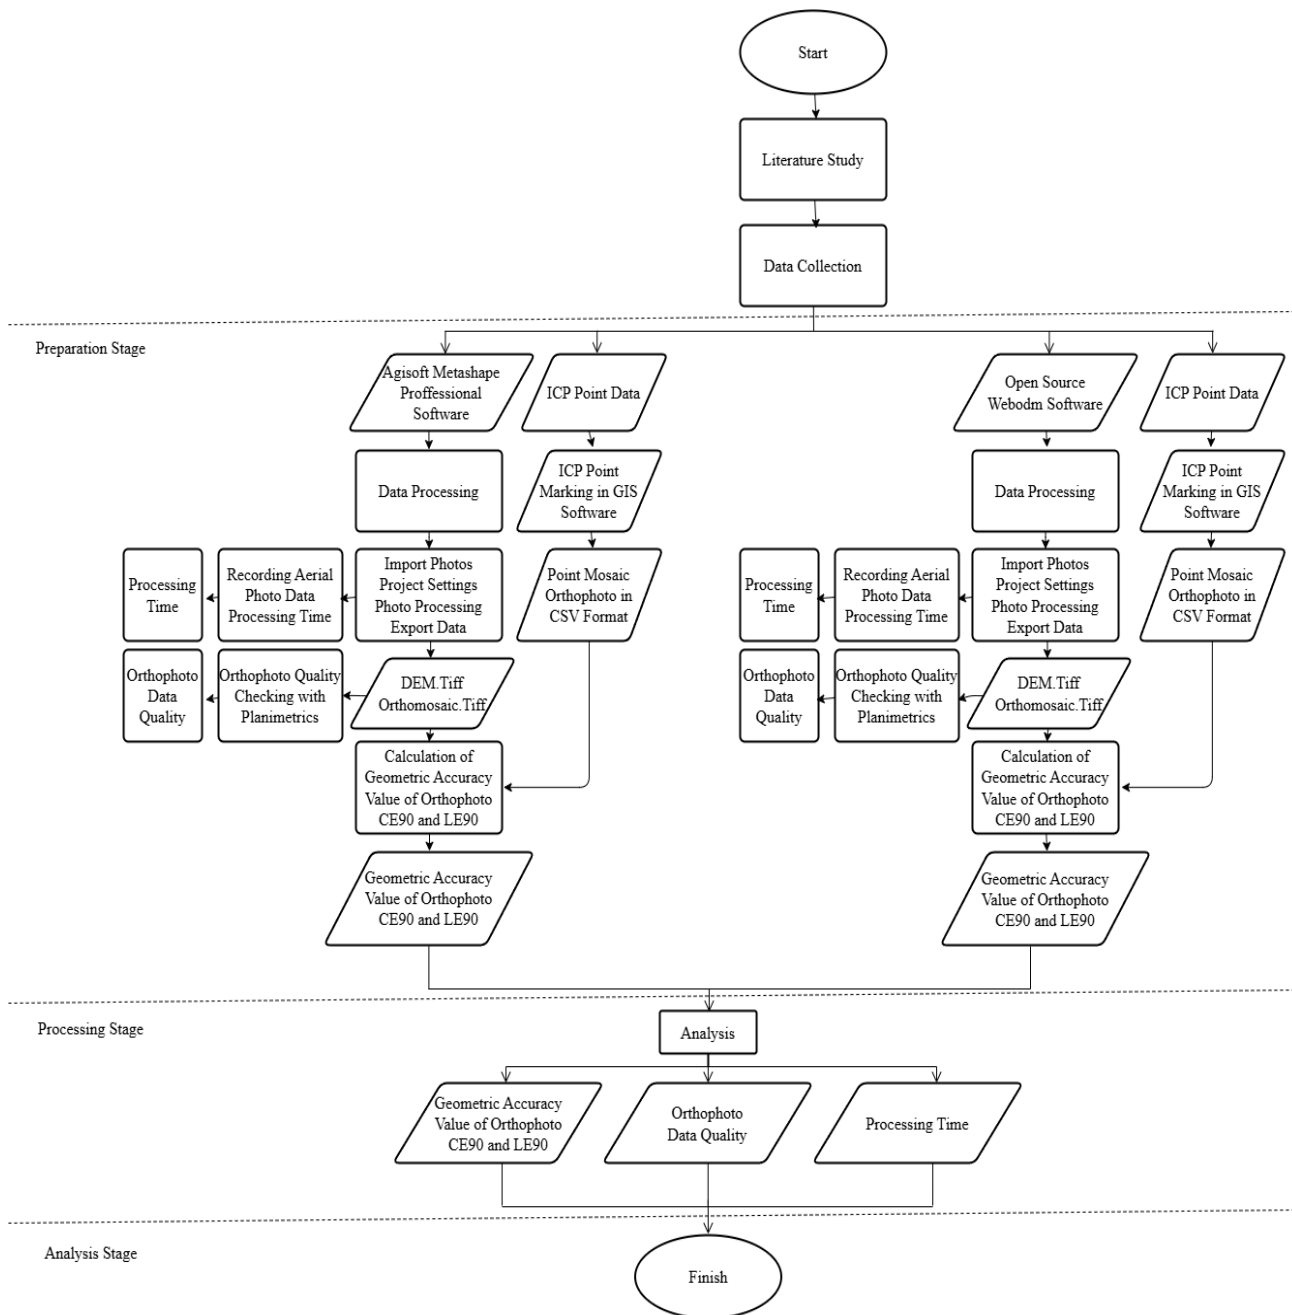 Start
Literature Study
Data Collection
Preparation Stage
Agisoft Metashape
Proffessional
Software
ICP Point Data
Open Source
Webodm Software
ICP Point Data
Data Processing
ICP Point
Marking in GIS
Software
Data Processing
ICP Point
Marking in GIS
Software
Processing
Time
Recording Aerial
Photo Data
Processing Time
Import Photos
Project Settings
Photo Processing
Export Data
Point Mosaic
Orthophoto in
CSV Format
Processing
Time
Recording Aerial
Photo Data
Processing Time
Import Photos
Project Settings
Photo Processing
Export Data
Point Mosaic
Orthophoto in
CSV Format
Orthophoto
Data
Quality
Orthophoto Quality
Checking with
Planimetrics
DEM.Tiff
Orthomosaic.Tiff
Orthophoto
Data
Quality
Orthophoto Quality
Checking with
Planimetrics
DEM.Tiff
Orthomosaic.Tiff
Calculation of
Geometric Accuracy
Value of Orthophoto
CE90 and LE90
Calculation of
Geometric Accuracy
Value of Orthophoto
CE90 and LE90
Geometric Accuracy
Value of Orthophoto
CE90 and LE90
Geometric Accuracy
Value of Orthophoto
CE90 and LE90
Processing Stage
Analysis
Geometric Accuracy
Value of Orthophoto
CE90 and LE90
Orthophoto
Data Quality
Processing Time
Analysis Stage
Finish